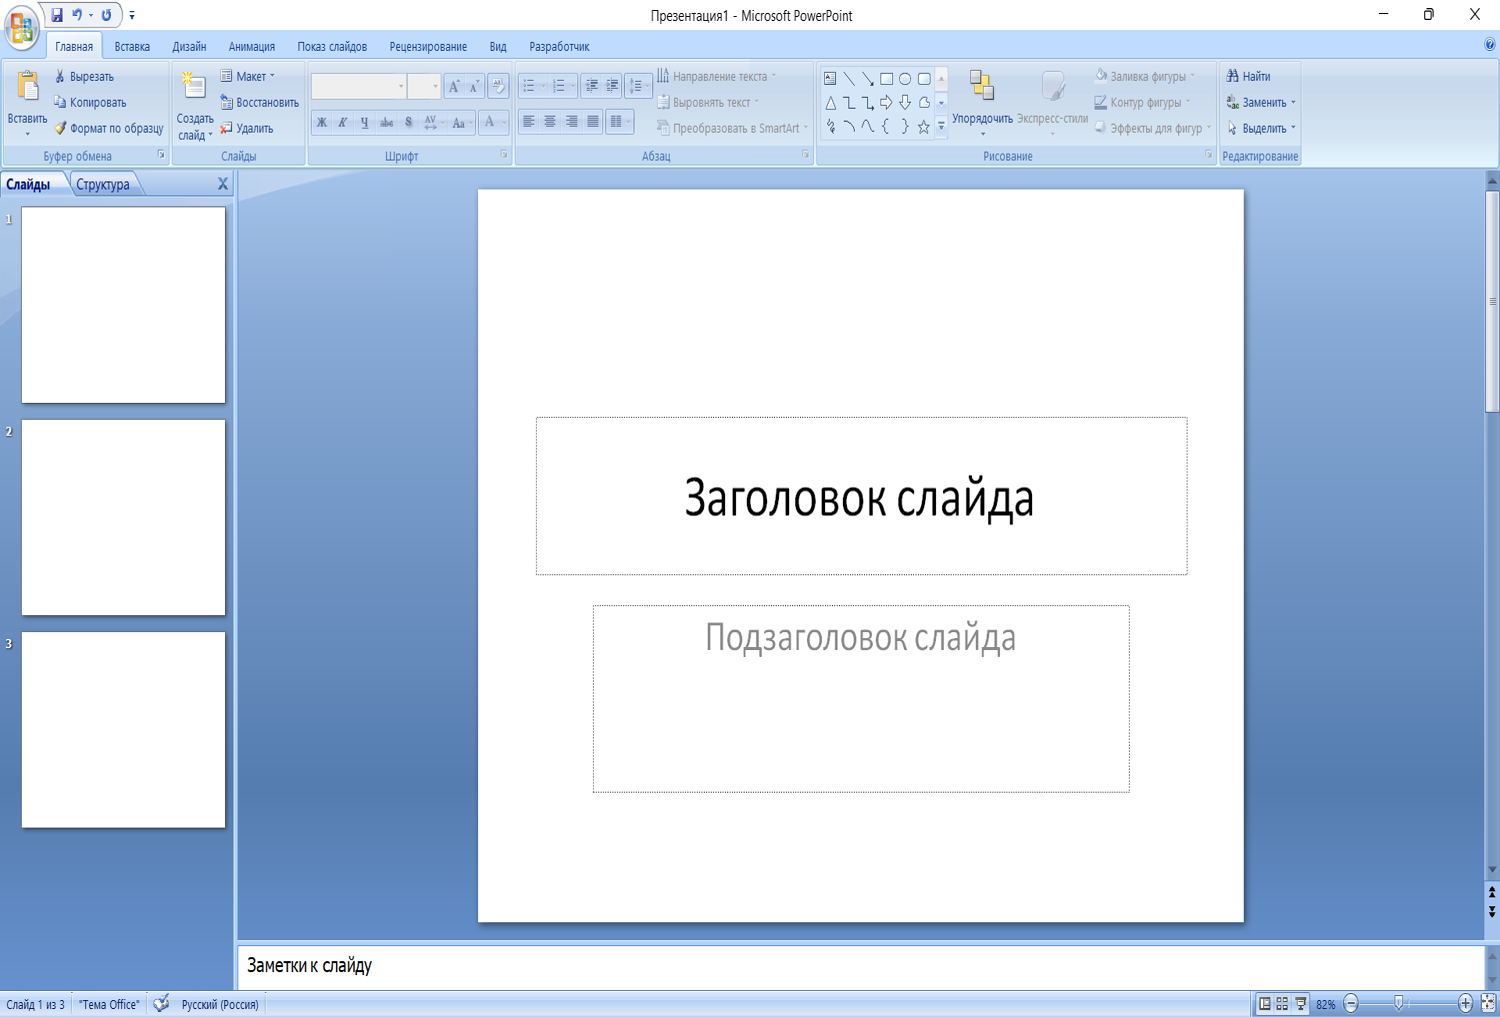 Презентация1 - Microsoft PowerPoint
Главная Вставка Дизайн Анимация Показ слайдов Рецензирование Вид Разработчик
Вставить
Вырезать
Копировать
Формат по образцу
Буфер обмена
Создать слайд
Макет
Восстановить
Удалить
Слайды
Ж К Ч abe S AV Aa A
Шрифт
Направление текста
Выровнять текст
Преобразовать в SmartArt
Абзац
Упорядочить
Экспресс-стили
Заливка фигуры
Контур фигуры
Эффекты для фигур
Рисование
Найти
Заменить
Выделить
Редактирование
Слайды Структура X
1
2
3
Заголовок слайда
Подзаголовок слайда
Заметки к слайду
Слайд 1 из 3 "Тема Office" Русский (Россия) 82%